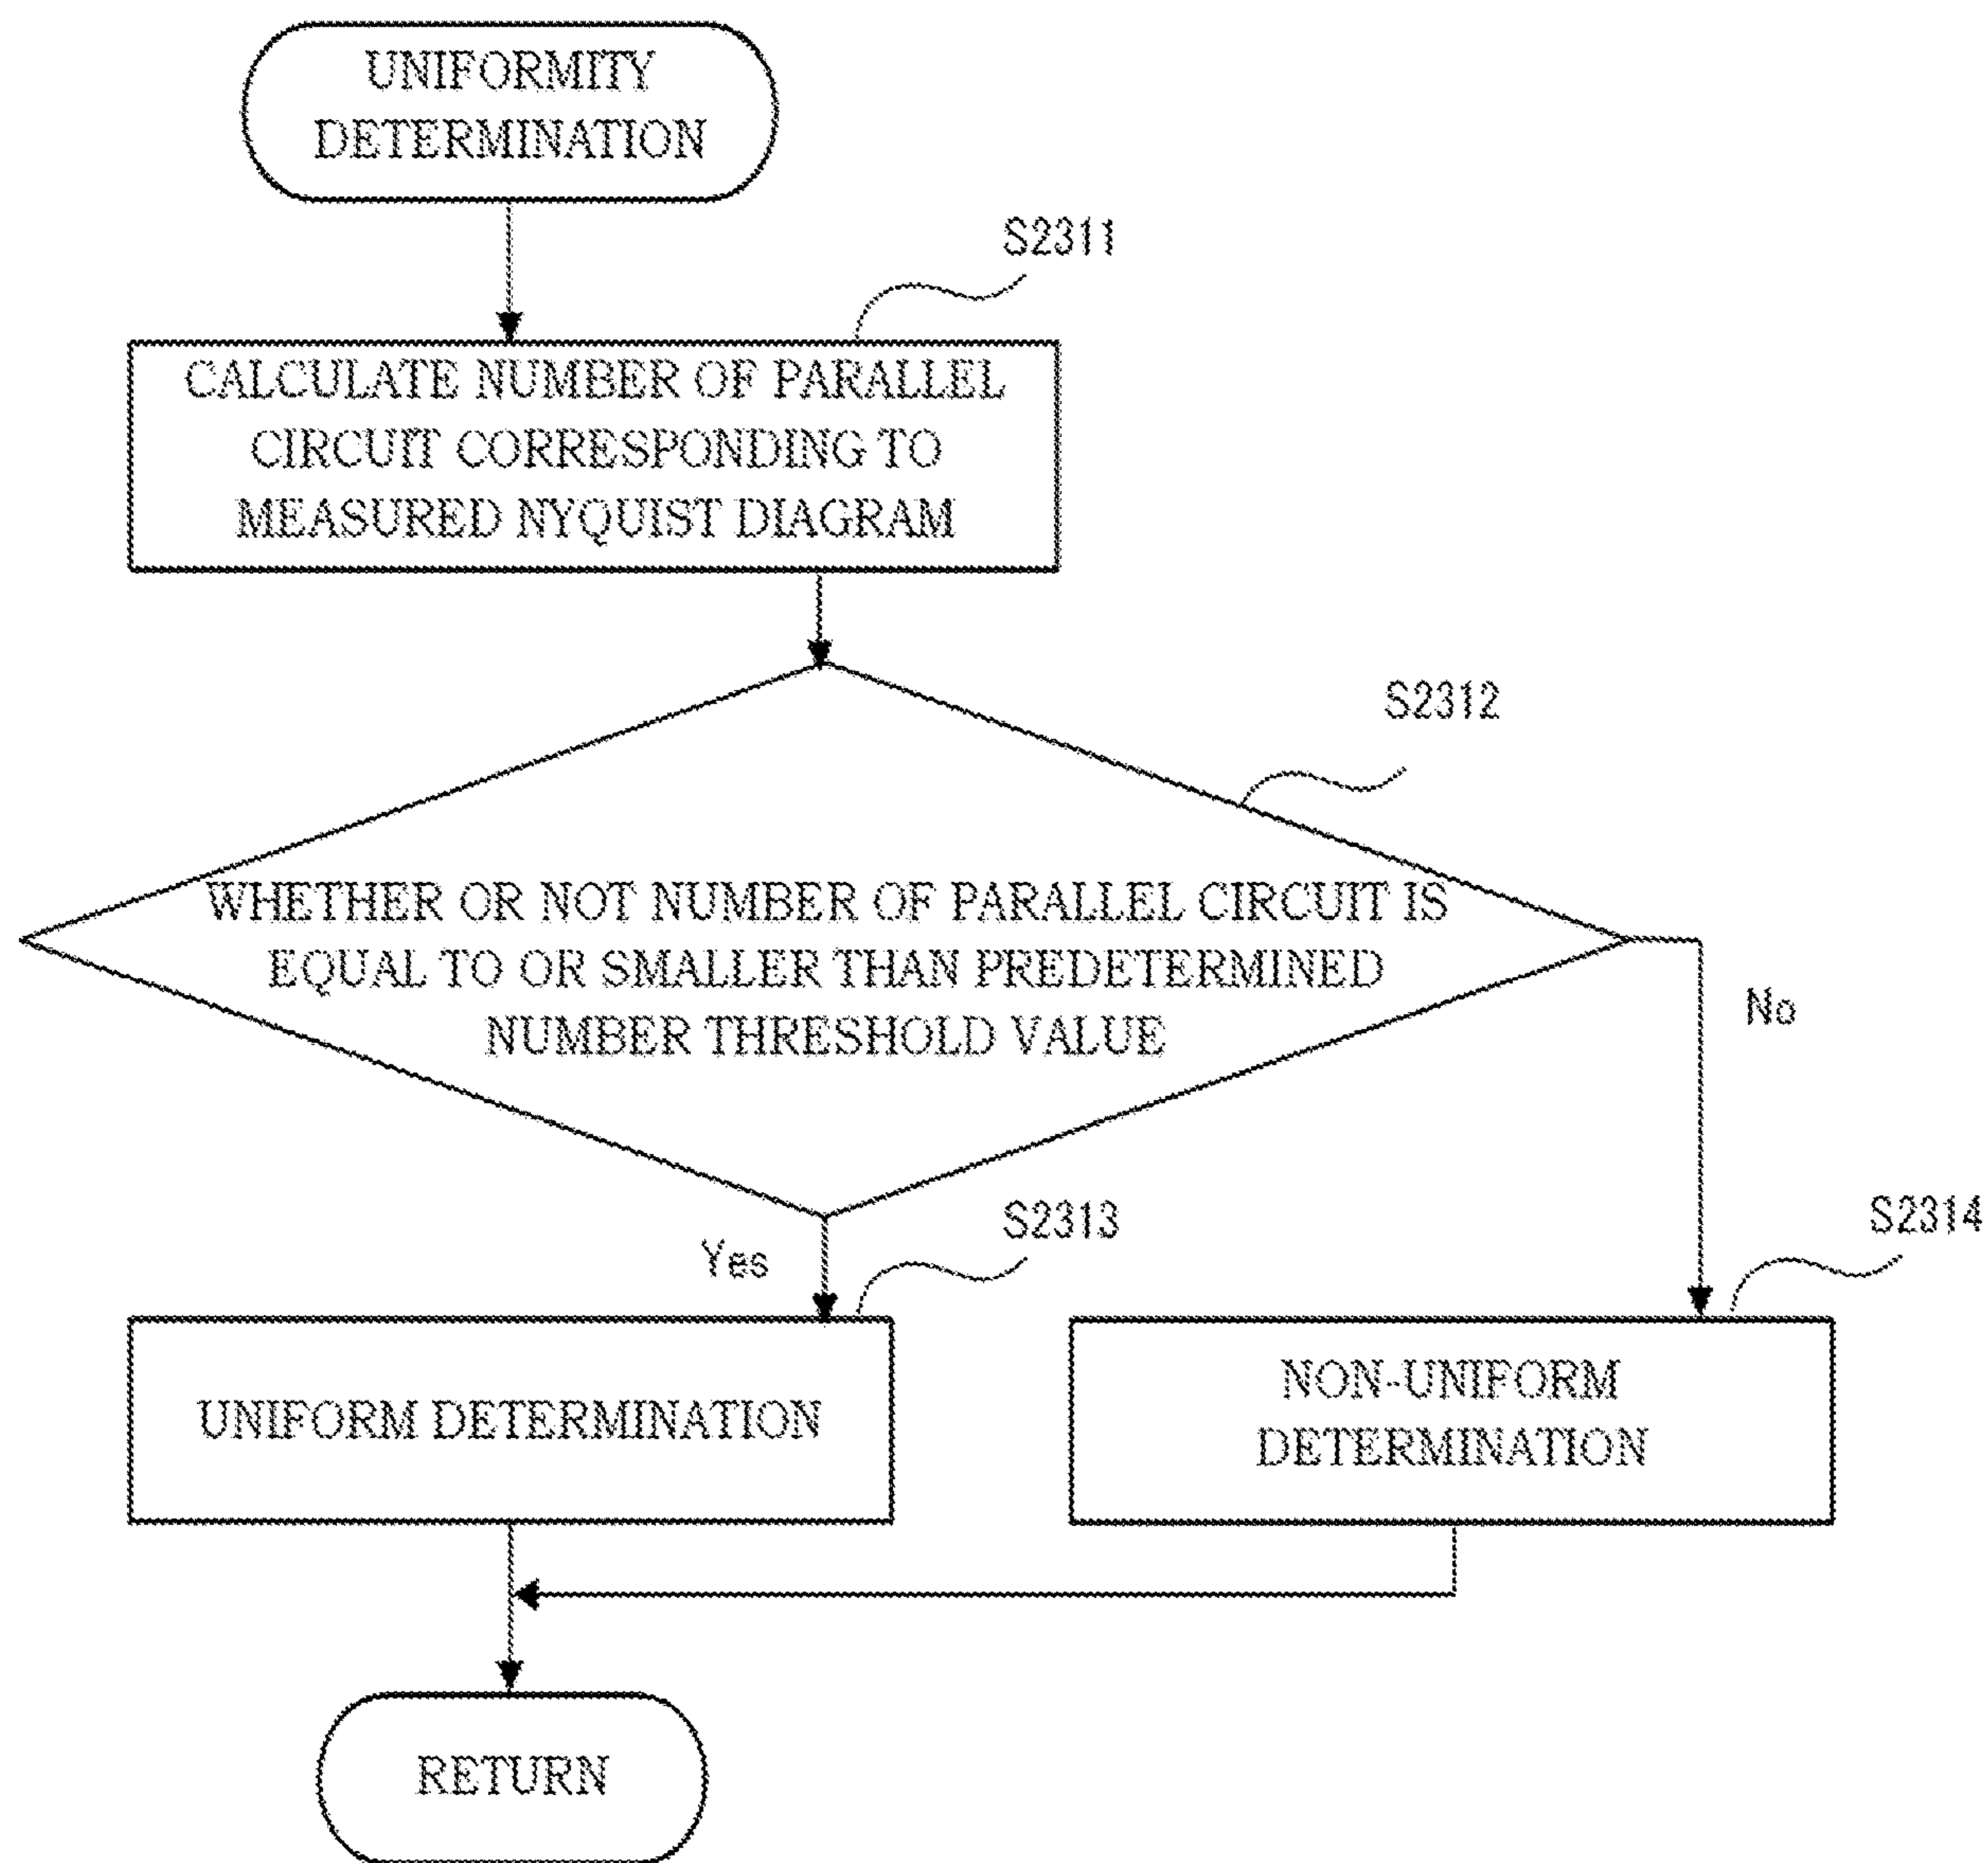 UNIFORMITY
DETERMINATION
S2311
CALCULATE NUMBER OF PARALLEL
CIRCUIT CORRESPONDING TO
MEASURED NYQUIST DIAGRAM
S2312
WHETHER OR NOT NUMBER OF PARALLEL CIRCUIT IS
EQUAL TO OR SMALLER THAN PREDETERMINED
NUMBER THRESHOLD VALUE
No
Yes
S2313
S2314
UNIFORM DETERMINATION
NON-UNIFORM
DETERMINATION
RETURN